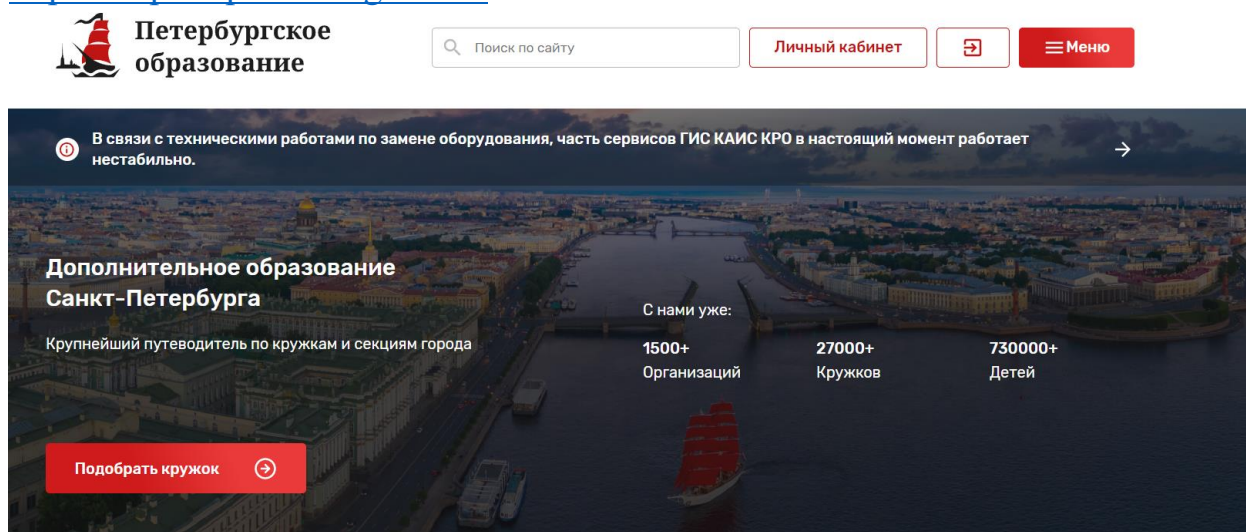 Петербургское
образование
Поиск по сайту
Личный кабинет
Меню
В связи с техническими работами по замене оборудования, часть сервисов ГИС КАИС КРО в настоящий момент работает
нестабильно.
Дополнительное образование
Санкт-Петербурга
Крупнейший путеводитель по кружкам и секциям города
С нами уже:
1500+
Организаций
27000+
Кружков
730000+
Детей
Подобрать кружок